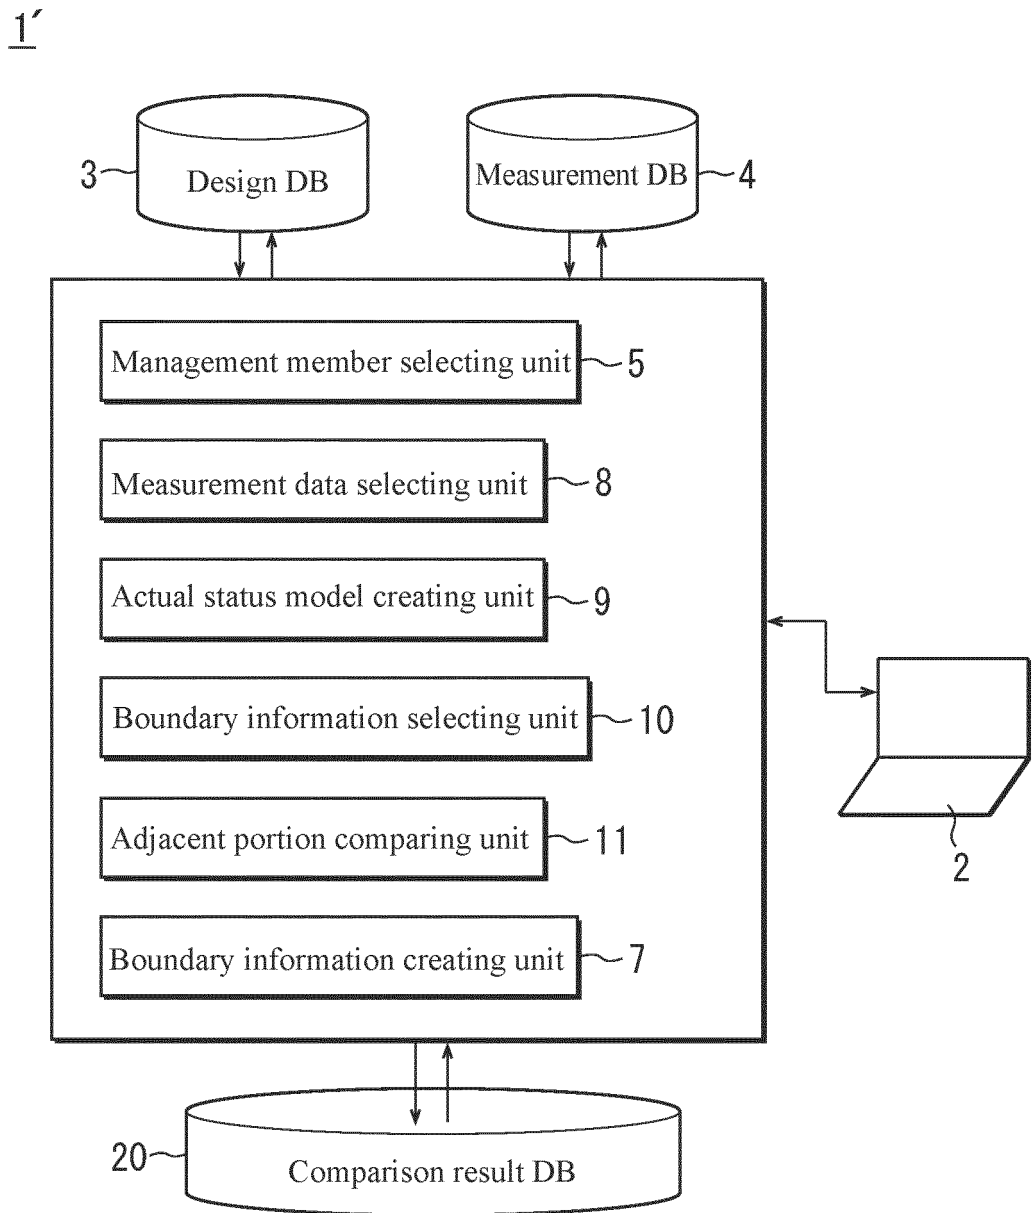 1′
3
Design DB
Measurement DB
4
Management member selecting unit
5
Measurement data selecting unit
8
Actual status model creating unit
9
Boundary information selecting unit
10
Adjacent portion comparing unit
11
Boundary information creating unit
7
2
20
Comparison result DB